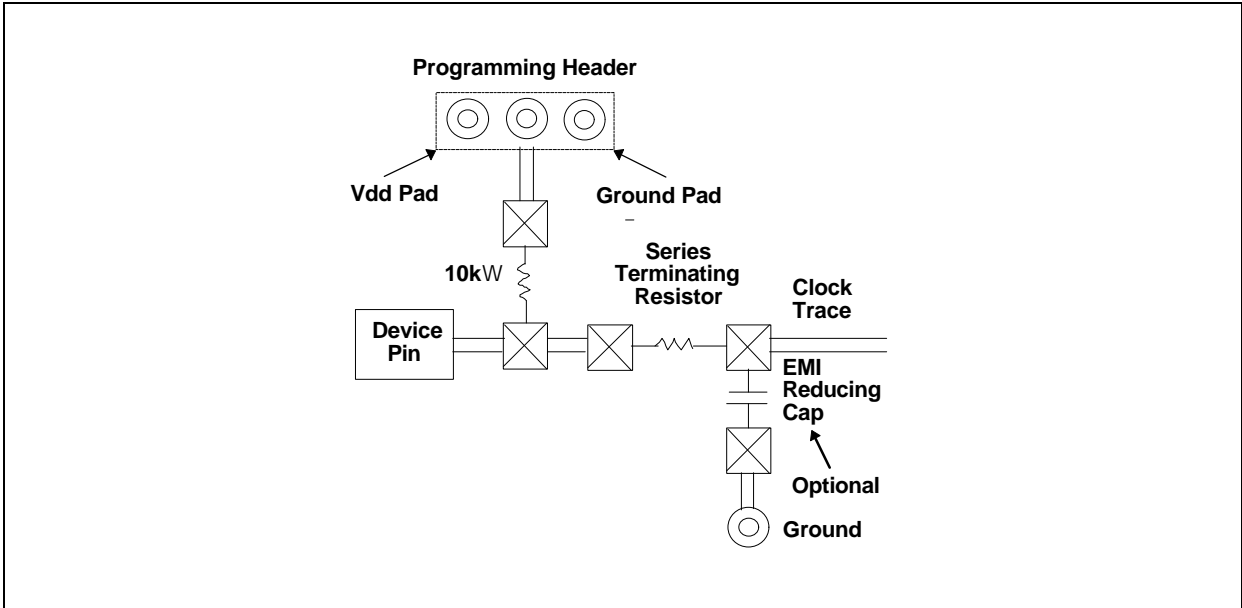 Programming Header
Vdd Pad
Ground Pad
10kW
Series
Terminating
Resistor
Clock
Trace
Device
Pin
EMI
Reducing
Cap
Optional
Ground